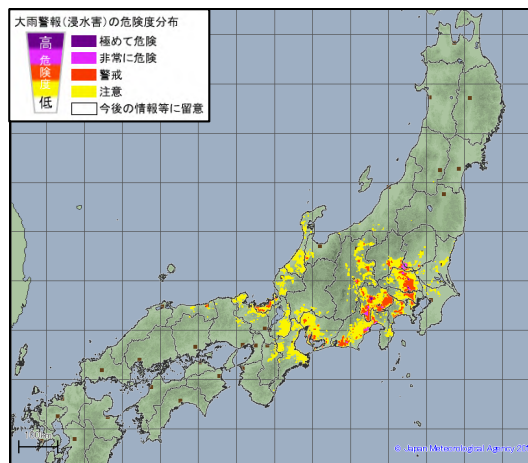 大雨警報(浸水害)の危険度分布
高
危険度
低
極めて危険
非常に危険
警戒
注意
今後の情報等に留意
100km
© Japan Meteorological Agency 20